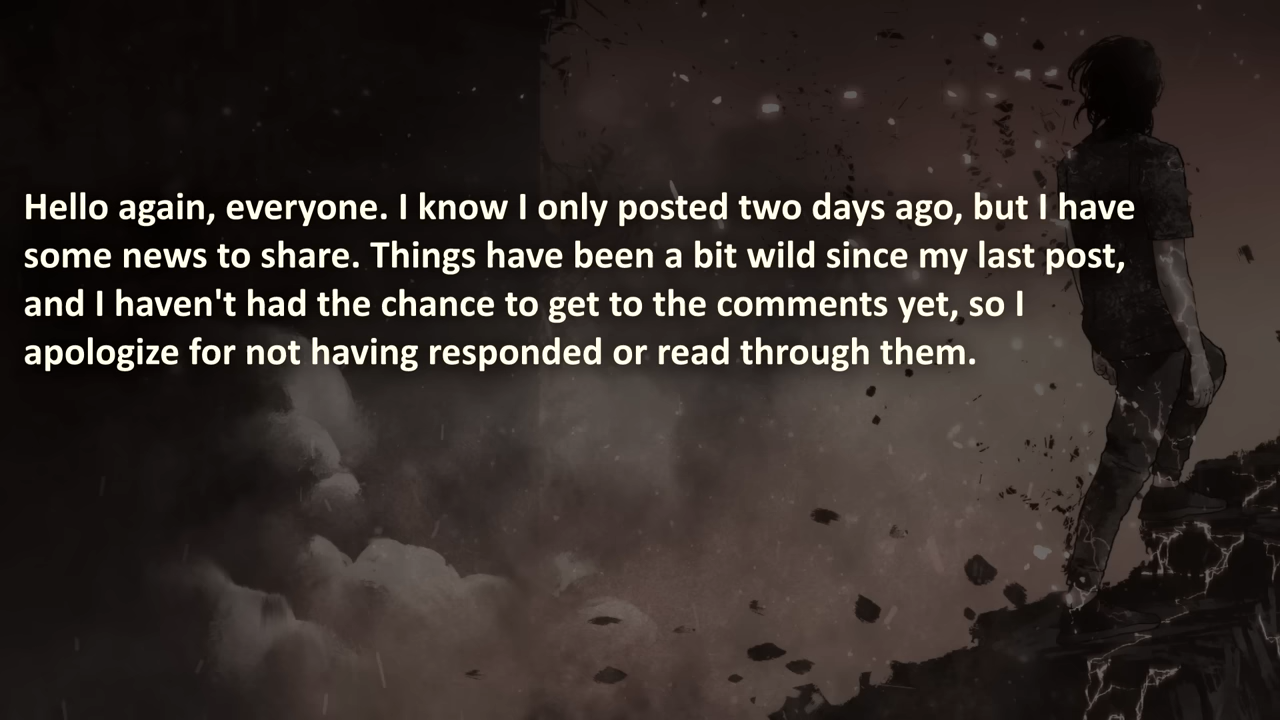 Hello again, everyone. I know I only posted two days ago, but I have
some news to share. Things have been a bit wild since my last post,
and I haven't had the chance to get to the comments yet, so I
apologize for not having responded or read through them.